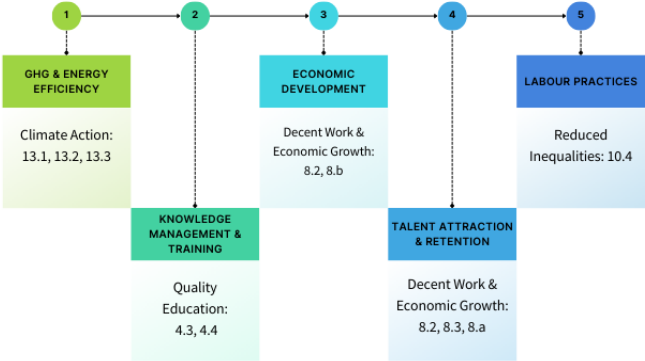 1
2
3
4
5
GHG & ENERGY
EFFICIENCY
Climate Action:
13.1, 13.2, 13.3
KNOWLEDGE
MANAGEMENT &
TRAINING
Quality
Education:
4.3, 4.4
ECONOMIC
DEVELOPMENT
Decent Work &
Economic Growth:
8.2, 8.b
TALENT ATTRACTION
& RETENTION
Decent Work &
Economic Growth:
8.2, 8.3, 8.a
LABOUR PRACTICES
Reduced
Inequalities: 10.4